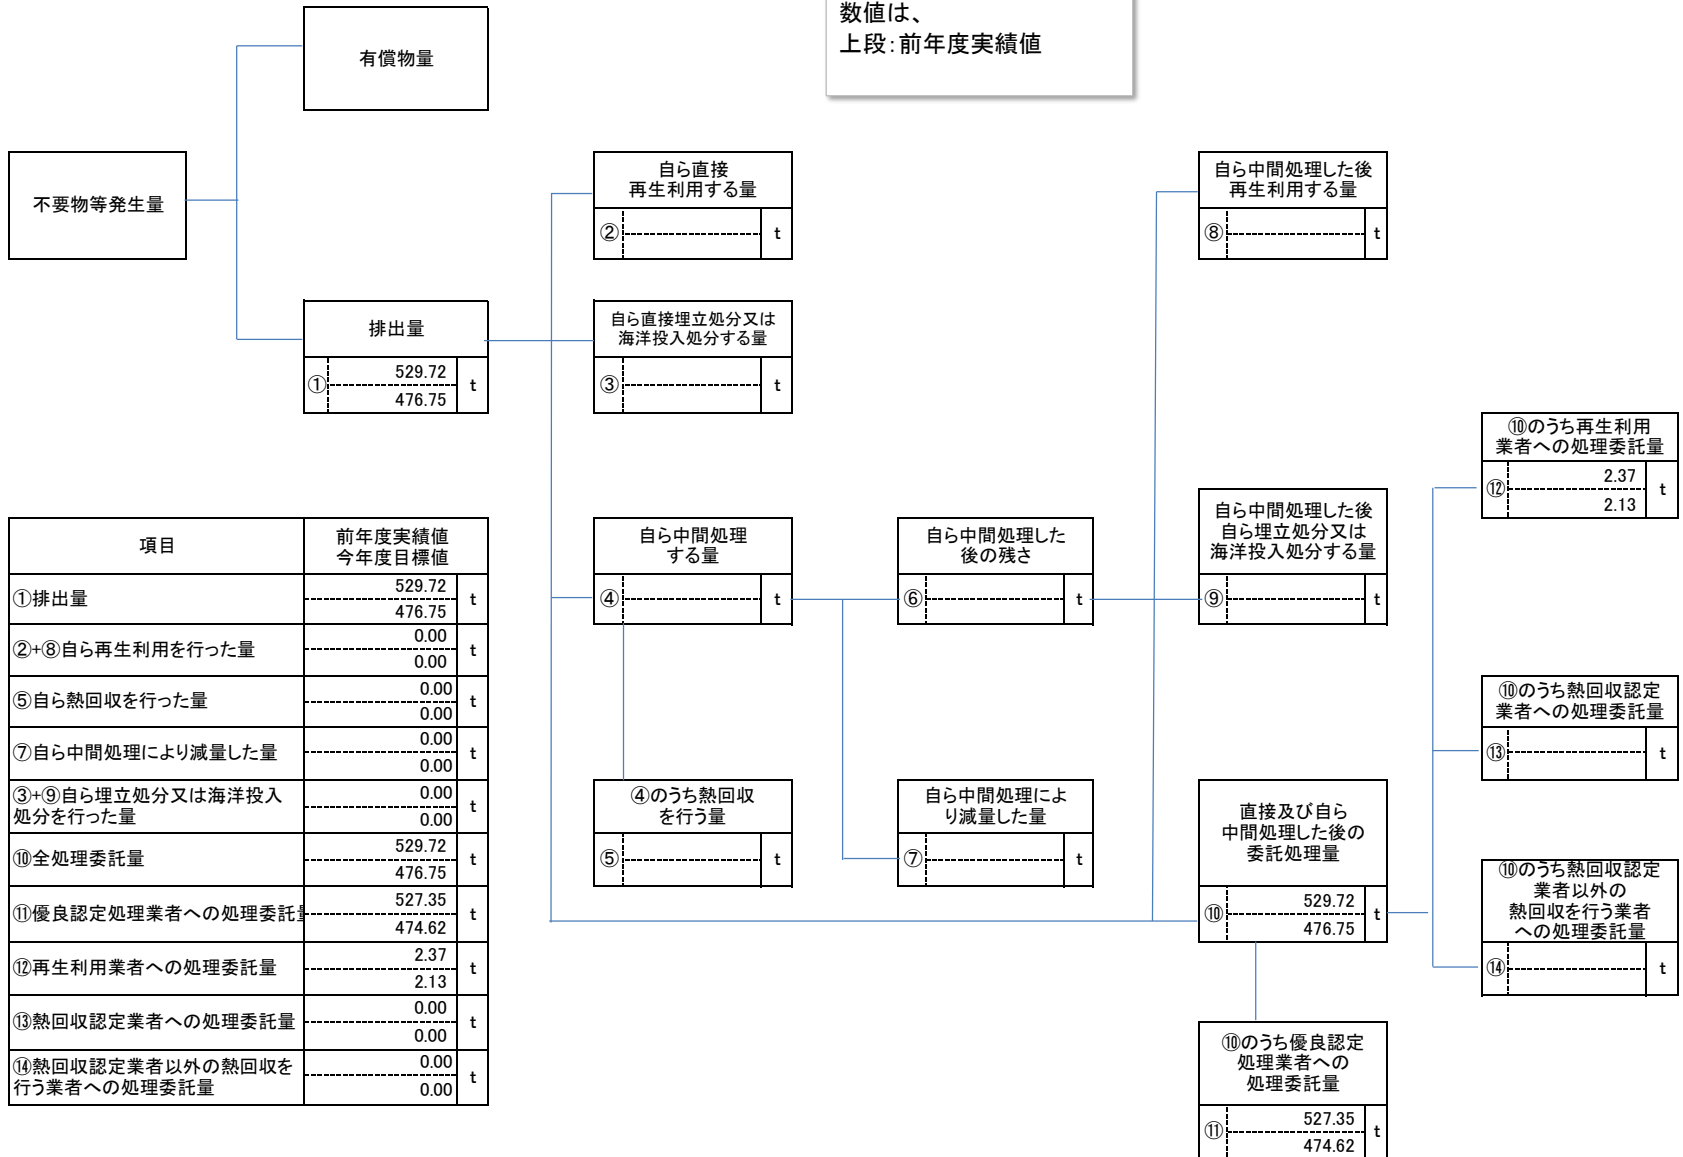 数値は、
上段:前年度実績値
有償物量
不要物等発生量
排出量
① 529.72 t
476.75
自ら直接
再生利用する量
② t
自ら直接埋立処分又は
海洋投入処分する量
③ t
自ら中間処理
する量
④ t
④のうち熱回収
を行う量
⑤ t
自ら中間処理した
後の残さ
⑥ t
自ら中間処理によ
り減量した量
⑦ t
自ら中間処理した後
再生利用する量
⑧ t
自ら中間処理した後
自ら埋立処分又は
海洋投入処分する量
⑨ t
直接及び自ら
中間処理した後の
委託処理量
⑩ 529.72 t
476.75
⑩のうち優良認定
処理業者への
処理委託量
⑪ 527.35 t
474.62
⑩のうち再生利用
業者への処理委託量
⑫ 2.37 t
2.13
⑩のうち熱回収認定
業者への処理委託量
⑬ t
⑩のうち熱回収認定
業者以外の
熱回収を行う業者
への処理委託量
⑭ t
項目 前年度実績値
今年度目標値
①排出量 529.72 t
476.75
②+⑧自ら再生利用を行った量 0.00 t
0.00
⑤自ら熱回収を行った量 0.00 t
0.00
⑦自ら中間処理により減量した量 0.00 t
0.00
③+⑨自ら埋立処分又は海洋投入
処分を行った量 0.00 t
0.00
⑩全処理委託量 529.72 t
476.75
⑪優良認定処理業者への処理委託 527.35 t
474.62
⑫再生利用業者への処理委託量 2.37 t
2.13
⑬熱回収認定業者への処理委託量 0.00 t
0.00
⑭熱回収認定業者以外の熱回収を
行う業者への処理委託量 0.00 t
0.00